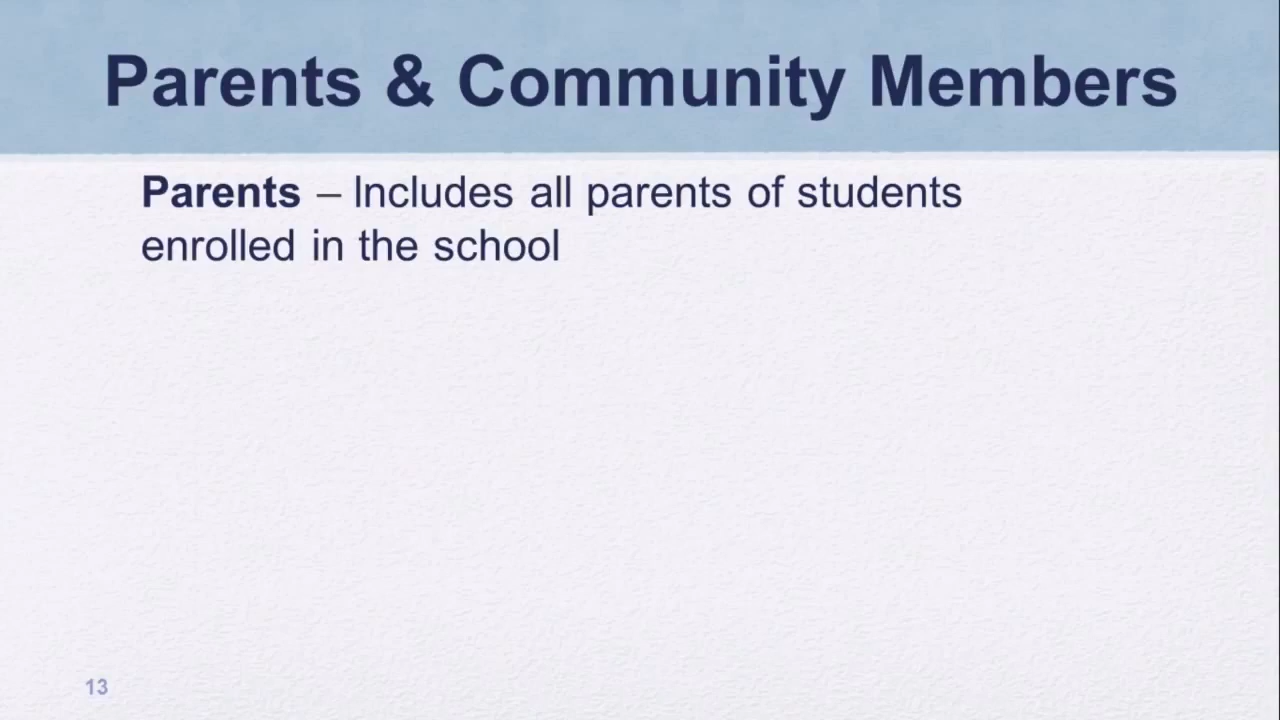 Parents & Community Members
Parents – Includes all parents of students
enrolled in the school
13